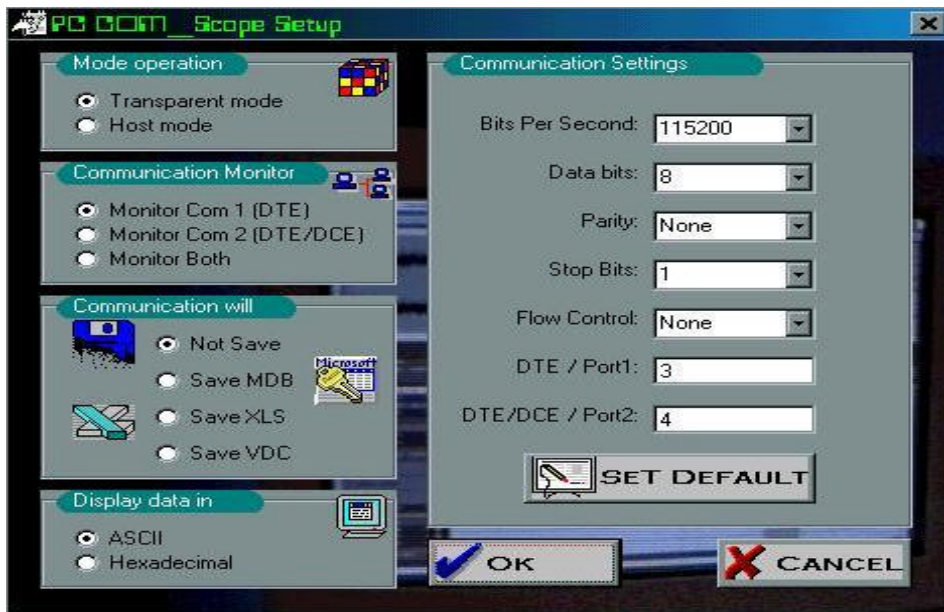 PC COM_Scope Setup
Mode operation
Transparent mode
Host mode
Communication Monitor
Monitor Com 1 (DTE)
Monitor Com 2 (DTE/DCE)
Monitor Both
Communication will
Not Save
Save MDB
Save XLS
Save VDC
Microsoft
Display data in
ASCII
Hexadecimal
Communication Settings
Bits Per Second: 115200
Data bits: 8
Parity: None
Stop Bits: 1
Flow Control: None
DTE / Port1: 3
DTE/DCE / Port2: 4
SET DEFAULT
OK
CANCEL